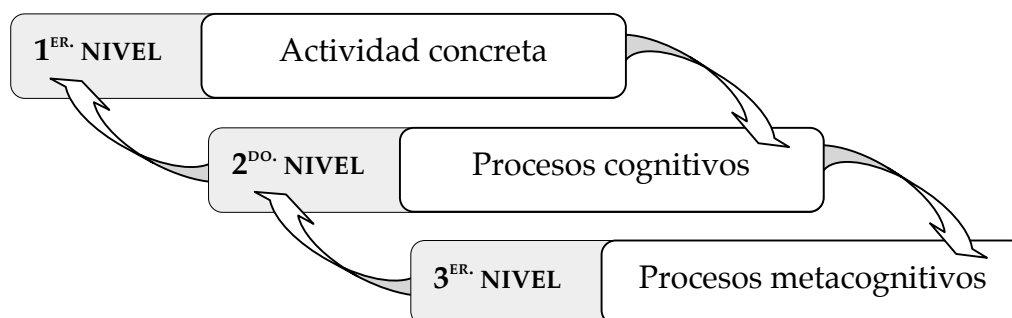 1ER. NIVEL Actividad concreta
2DO. NIVEL Procesos cognitivos
3ER. NIVEL Procesos metacognitivos